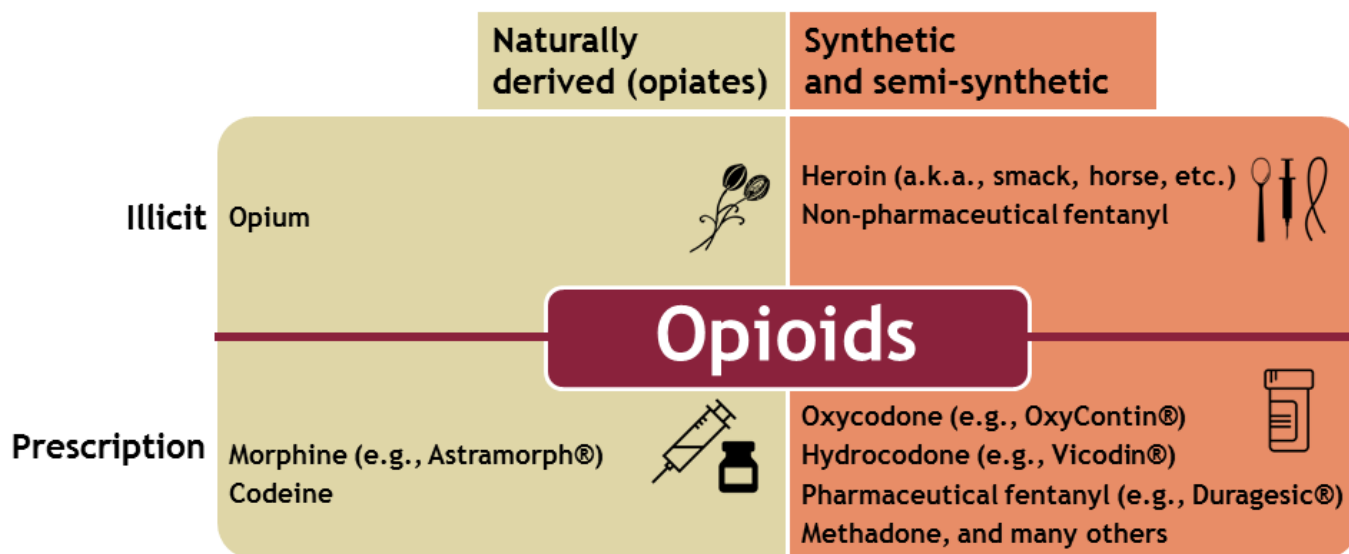 Naturally
derived (opiates)
Synthetic
and semi-synthetic
Illicit
Opium
Heroin (a.k.a., smack, horse, etc.)
Non-pharmaceutical fentanyl
Opioids
Prescription
Morphine (e.g., Astramorph®)
Codeine
Oxycodone (e.g., OxyContin®)
Hydrocodone (e.g., Vicodin®)
Pharmaceutical fentanyl (e.g., Duragesic®)
Methadone, and many others